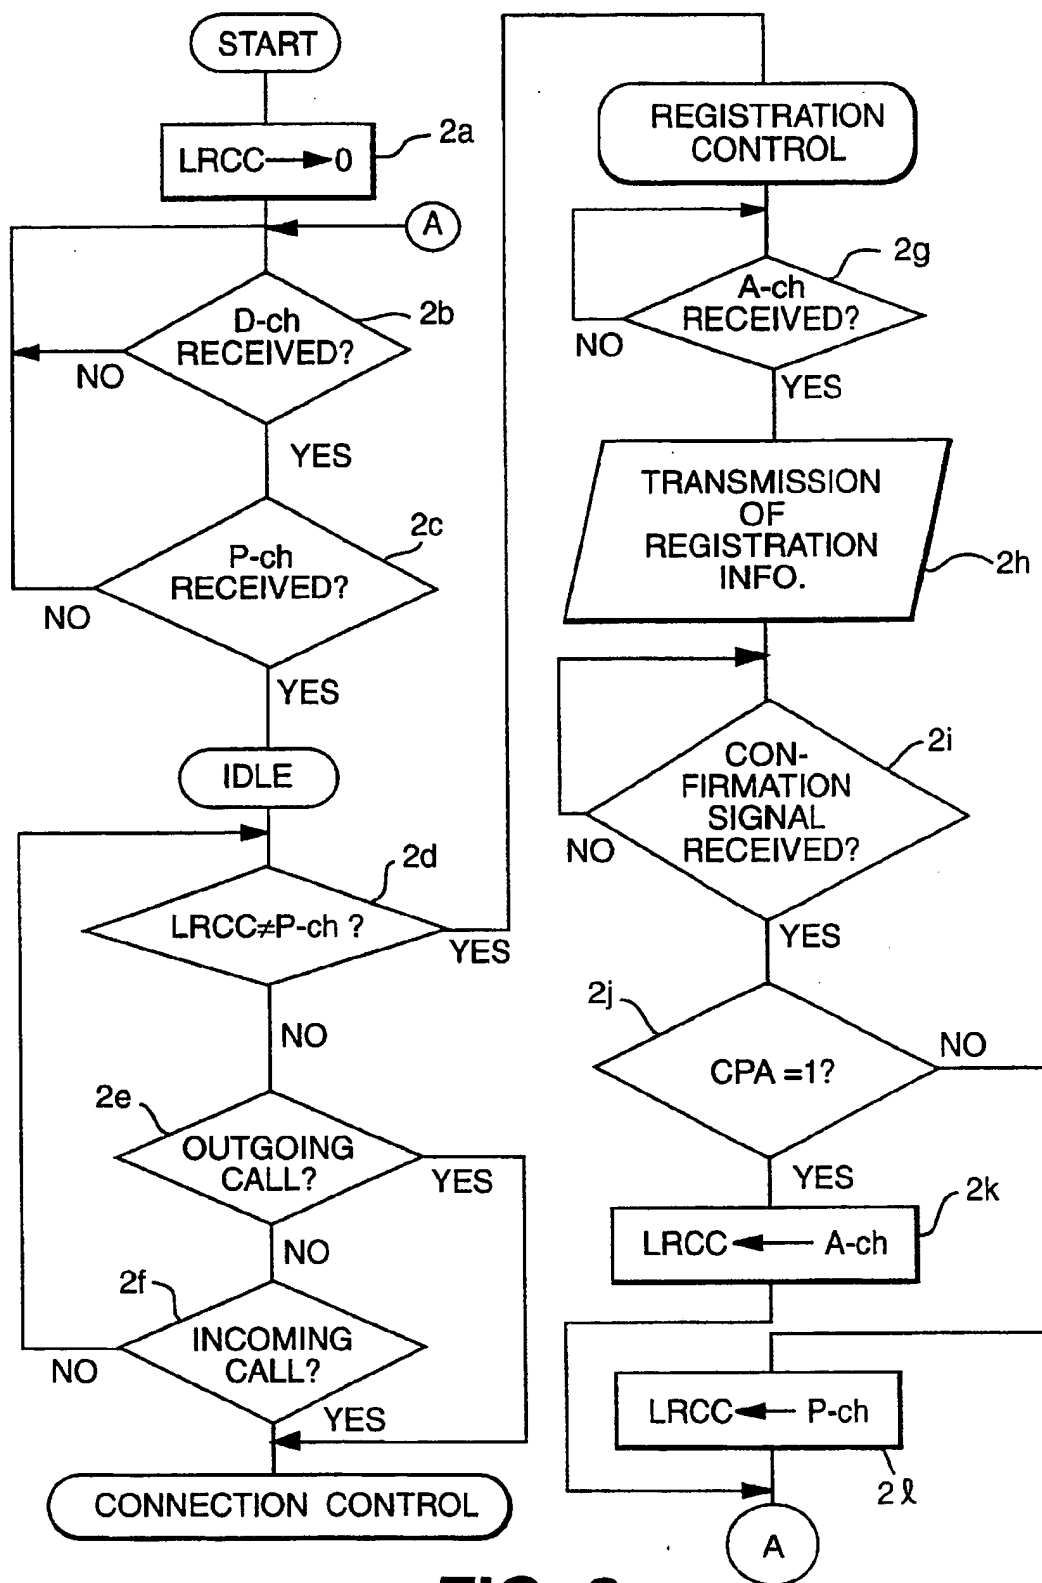 START
LRCC→0
2a
A
D-ch
RECEIVED?
2b
NO
YES
P-ch
RECEIVED?
2c
NO
YES
IDLE
LRCC≠P-ch ?
2d
YES
NO
2e
OUTGOING
CALL?
YES
NO
2f
INCOMING
CALL?
NO
YES
CONNECTION CONTROL
REGISTRATION
CONTROL
2g
A-ch
RECEIVED?
NO
YES
TRANSMISSION
OF
REGISTRATION
INFO.
2h
2i
CON-
FIRMATION
SIGNAL
RECEIVED?
NO
YES
2j
CPA =1?
NO
YES
2k
LRCC← A-ch
LRCC← P-ch
2ℓ
A